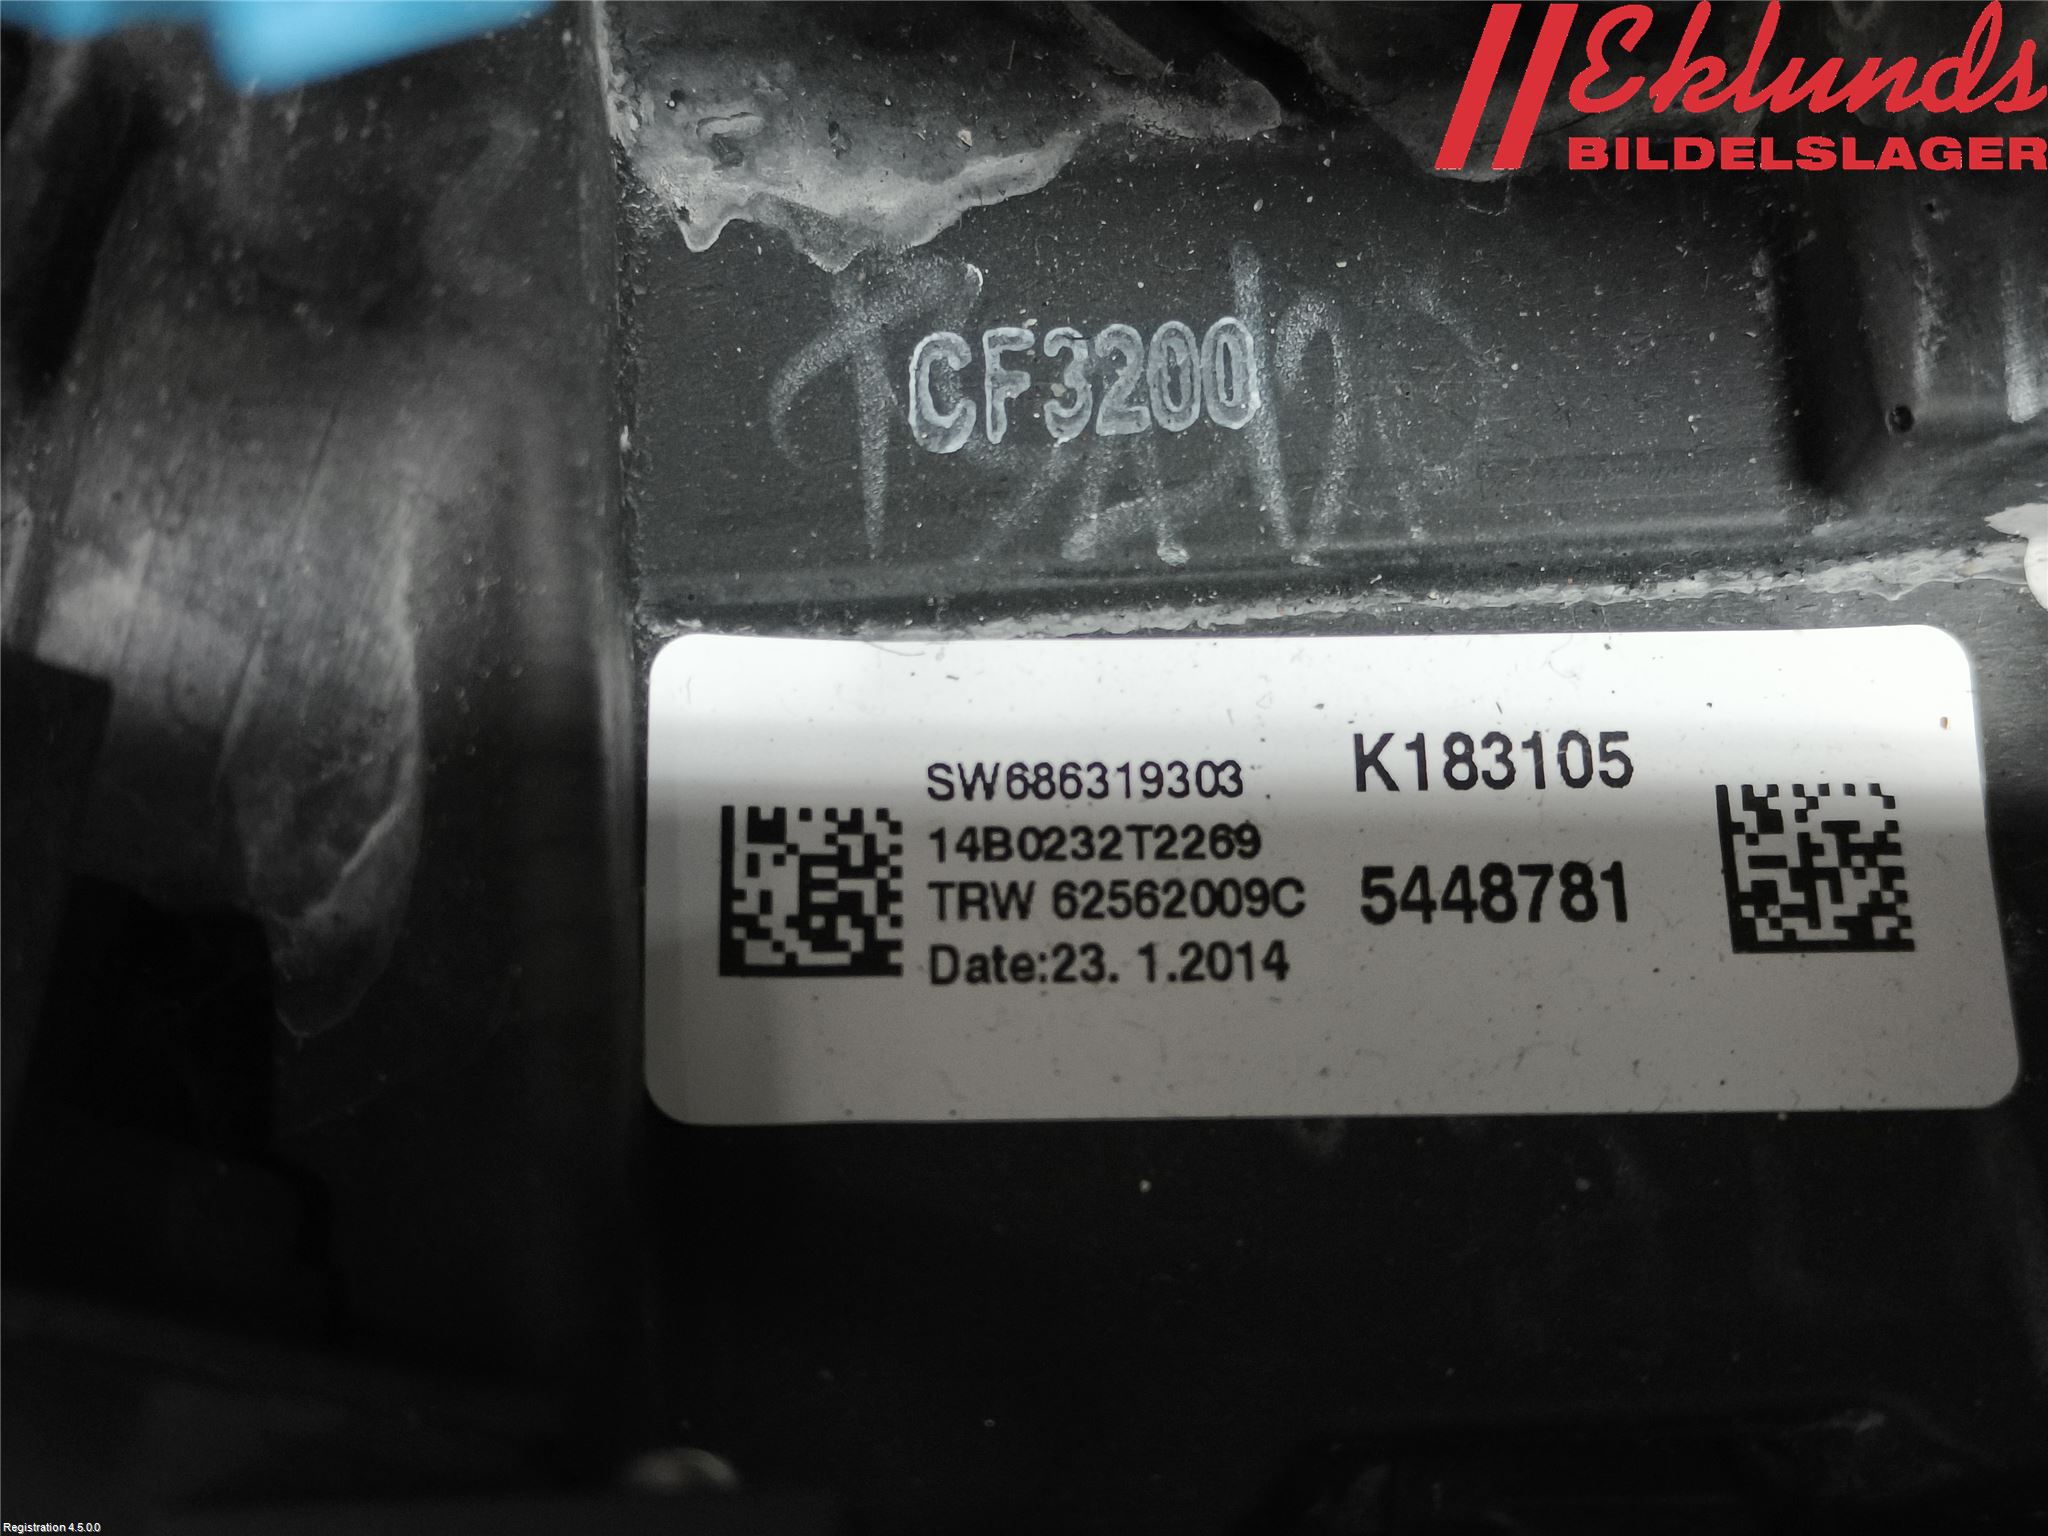 Eklunds
BILDELSLAGER
CF3200
SW686319303
14B0232T2269
TRW 62562009C
Date:23. 1.2014
K183105
5448781
Registration 4.5.0.0